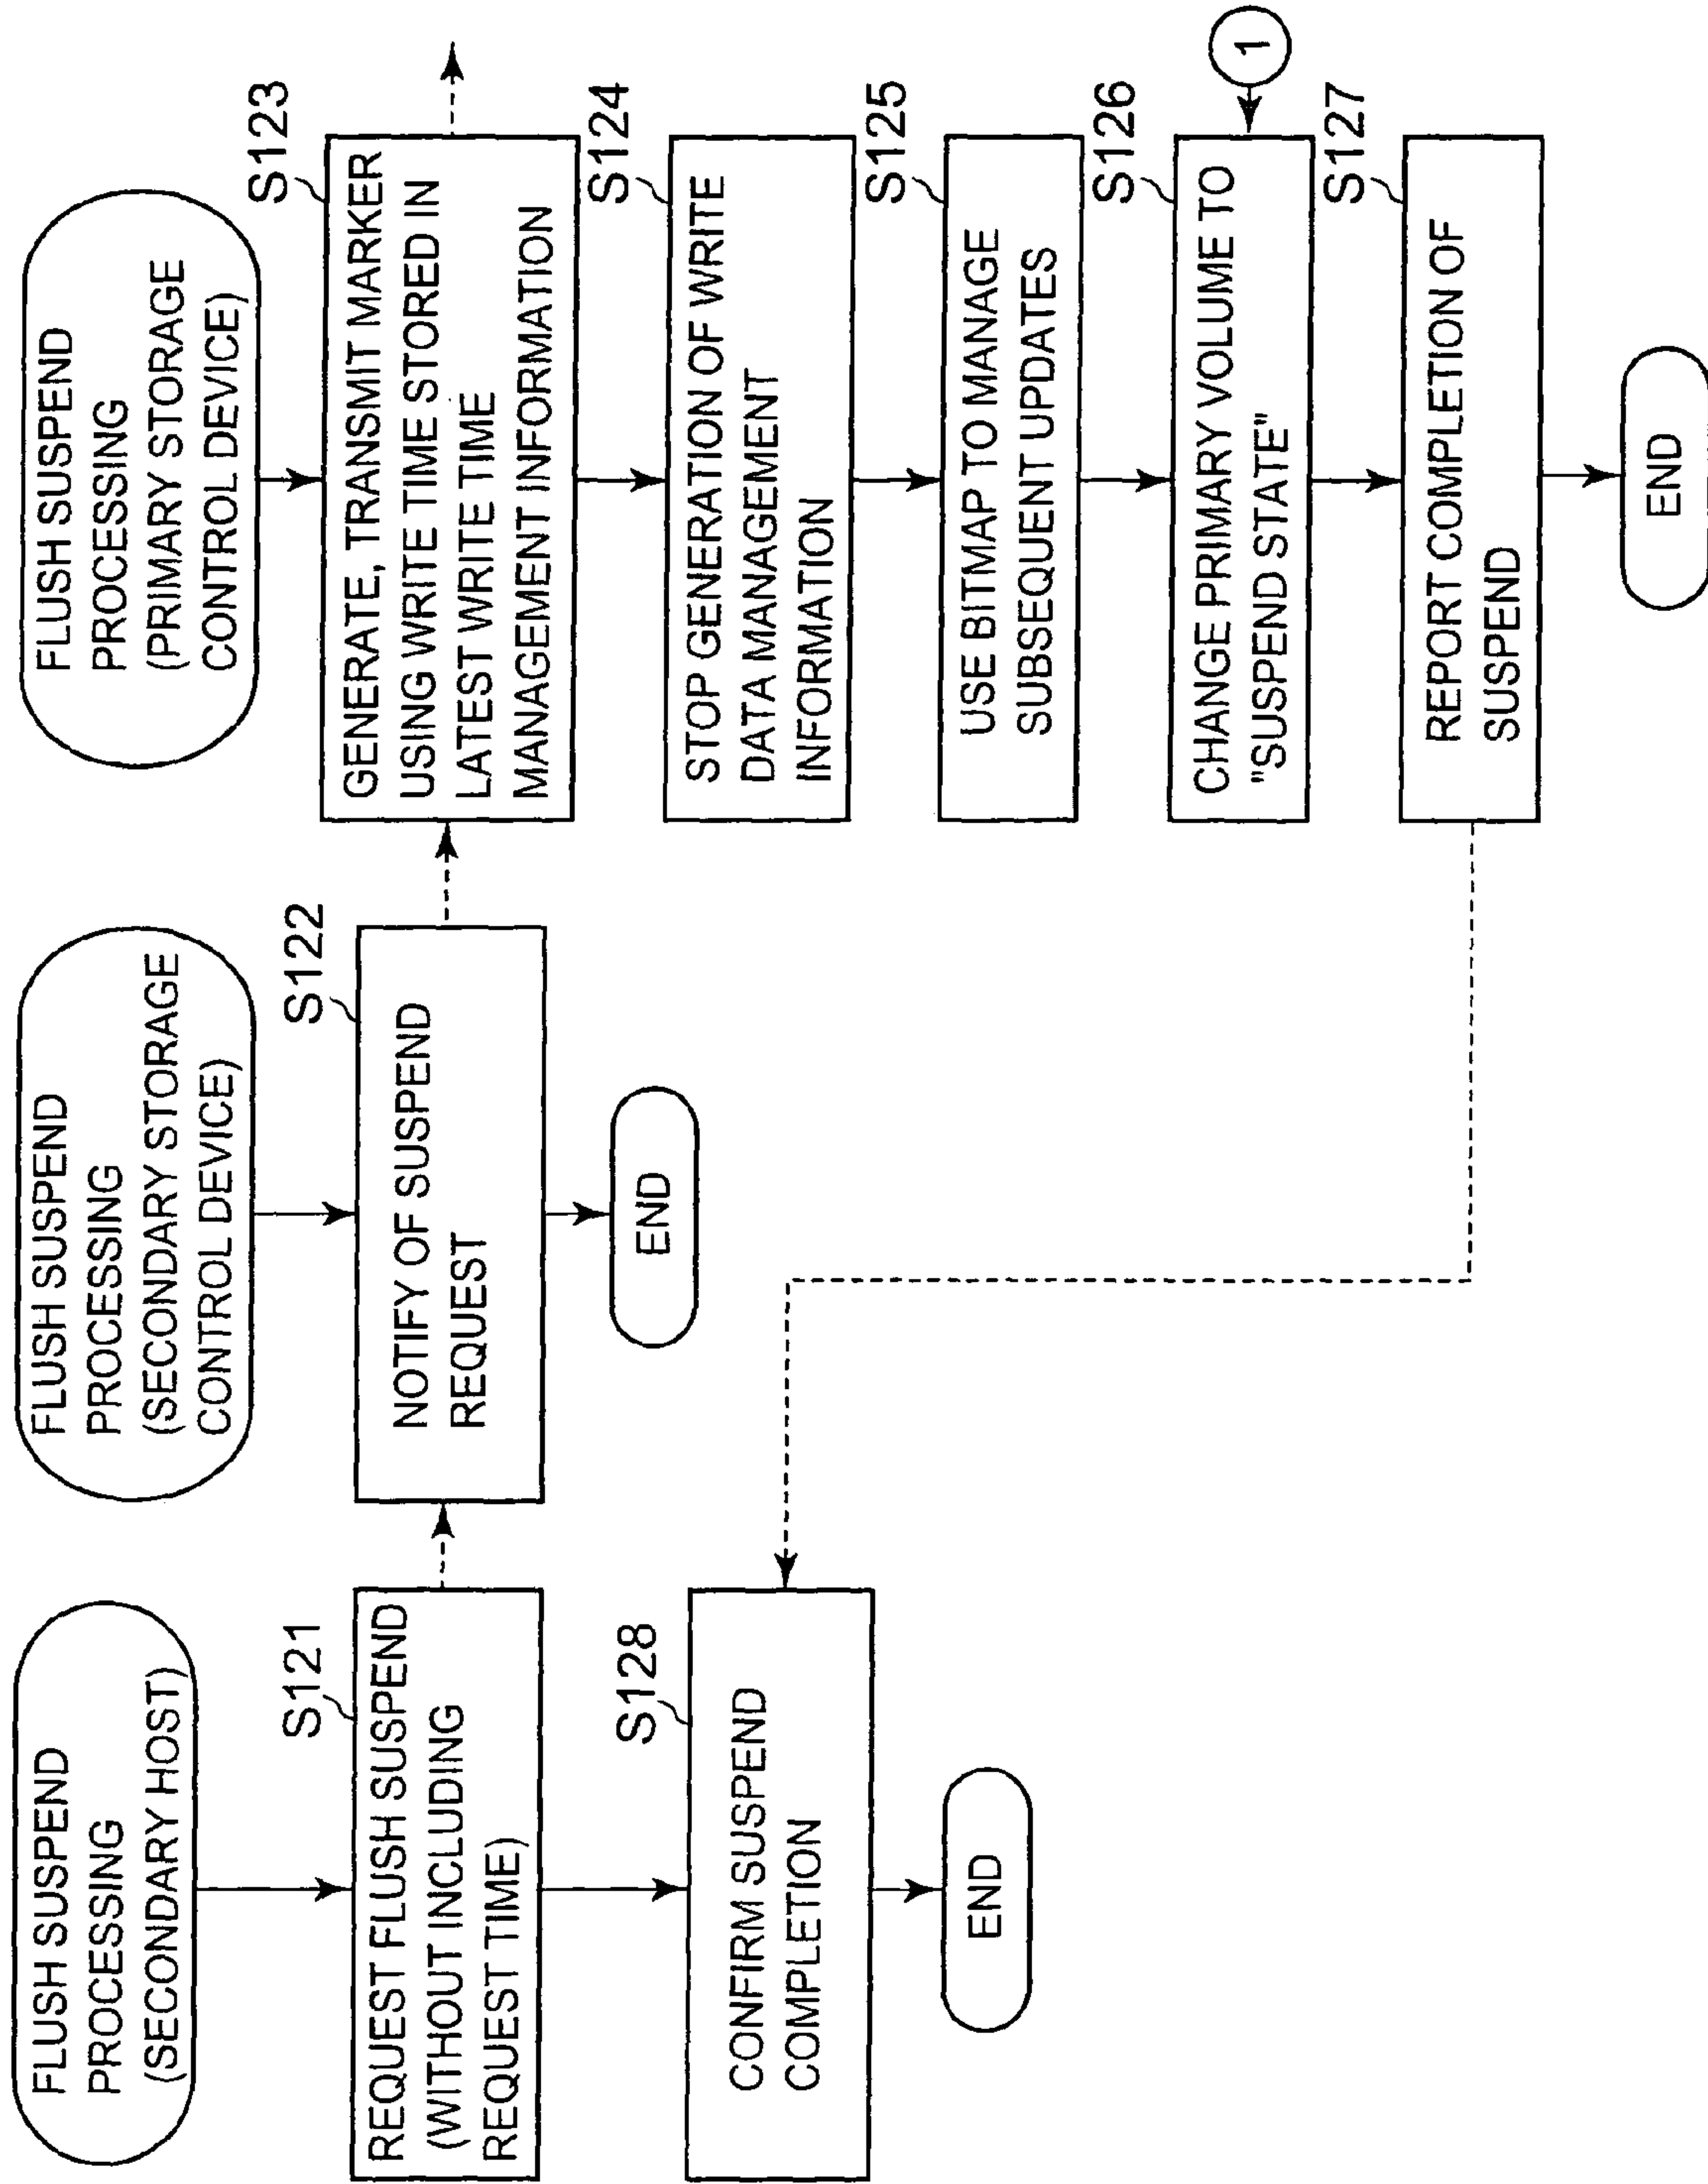 FLUSH SUSPEND
PROCESSING
(SECONDARY HOST)
S121
REQUEST FLUSH SUSPEND
(WITHOUT INCLUDING
REQUEST TIME)
S128
CONFIRM SUSPEND
COMPLETION
END
FLUSH SUSPEND
PROCESSING
(SECONDARY STORAGE
CONTROL DEVICE)
S122
NOTIFY OF SUSPEND
REQUEST
END
FLUSH SUSPEND
PROCESSING
(PRIMARY STORAGE
CONTROL DEVICE)
S123
GENERATE, TRANSMIT MARKER
USING WRITE TIME STORED IN
LATEST WRITE TIME
MANAGEMENT INFORMATION
S124
STOP GENERATION OF WRITE
DATA MANAGEMENT
INFORMATION
S125
USE BITMAP TO MANAGE
SUBSEQUENT UPDATES
S126
CHANGE PRIMARY VOLUME TO
"SUSPEND STATE"
1
S127
REPORT COMPLETION OF
SUSPEND
END